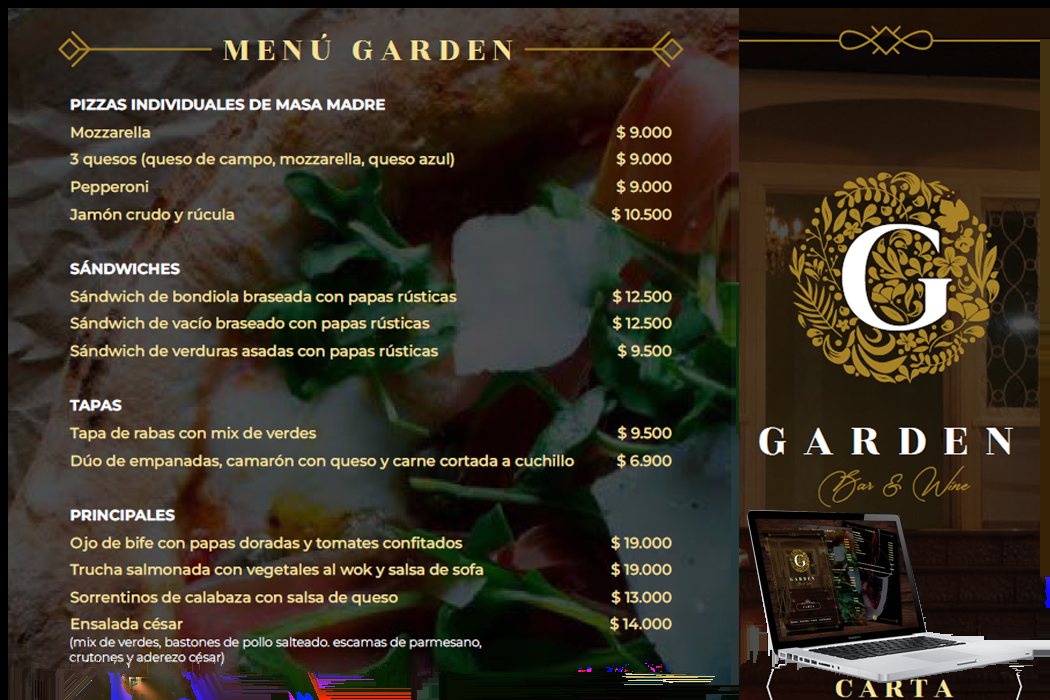 MENÚ GARDEN
PIZZAS INDIVIDUALES DE MASA MADRE
Mozzarella $ 9.000
3 quesos (queso de campo, mozzarella, queso azul) $ 9.000
Pepperoni $ 9.000
Jamón crudo y rúcula $ 10.500
SÁNDWICHES
Sándwich de bondiola braseada con papas rústicas $ 12.500
Sándwich de vacío braseado con papas rústicas $ 12.500
Sándwich de verduras asadas con papas rústicas $ 9.500
TAPAS
Tapa de rabas con mix de verdes $ 9.500
Dúo de empanadas, camarón con queso y carne cortada a cuchillo $ 6.900
PRINCIPALES
Ojo de bife con papas doradas y tomates confitados $ 19.000
Trucha salmonada con vegetales al wok y salsa de sofa $ 19.000
Sorrentinos de calabaza con salsa de queso $ 13.000
Ensalada césar $ 14.000
(mix de verdes, bastones de pollo salteado. escamas de parmesano,
crutones y aderezo césar)
G
GARDEN
Bar & Wine
G
GARDEN
CARTA